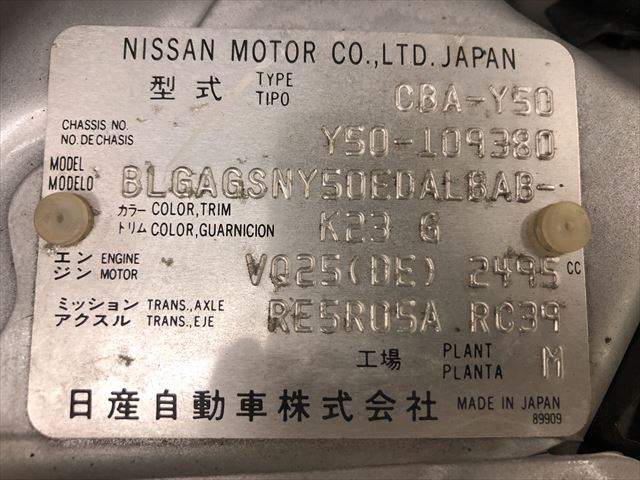 NISSAN MOTOR CO.,LTD. JAPAN
型式 TYPE TIPO CBA-Y50
CHASSIS NO. NO. DE CHASIS Y50-109380
MODEL MODELO BLGAGSNY50EDALBAB-
カラー COLOR,TRIM
トリム COLOR,GUARNICION K23 G
エンジン ENGINE MOTOR VQ25(DE) 2495 CC
ミッション TRANS.,AXLE
アクスル TRANS.,EJE RE5R05A RC39
工場 PLANT PLANTA M
日産自動車株式会社 MADE IN JAPAN
89909